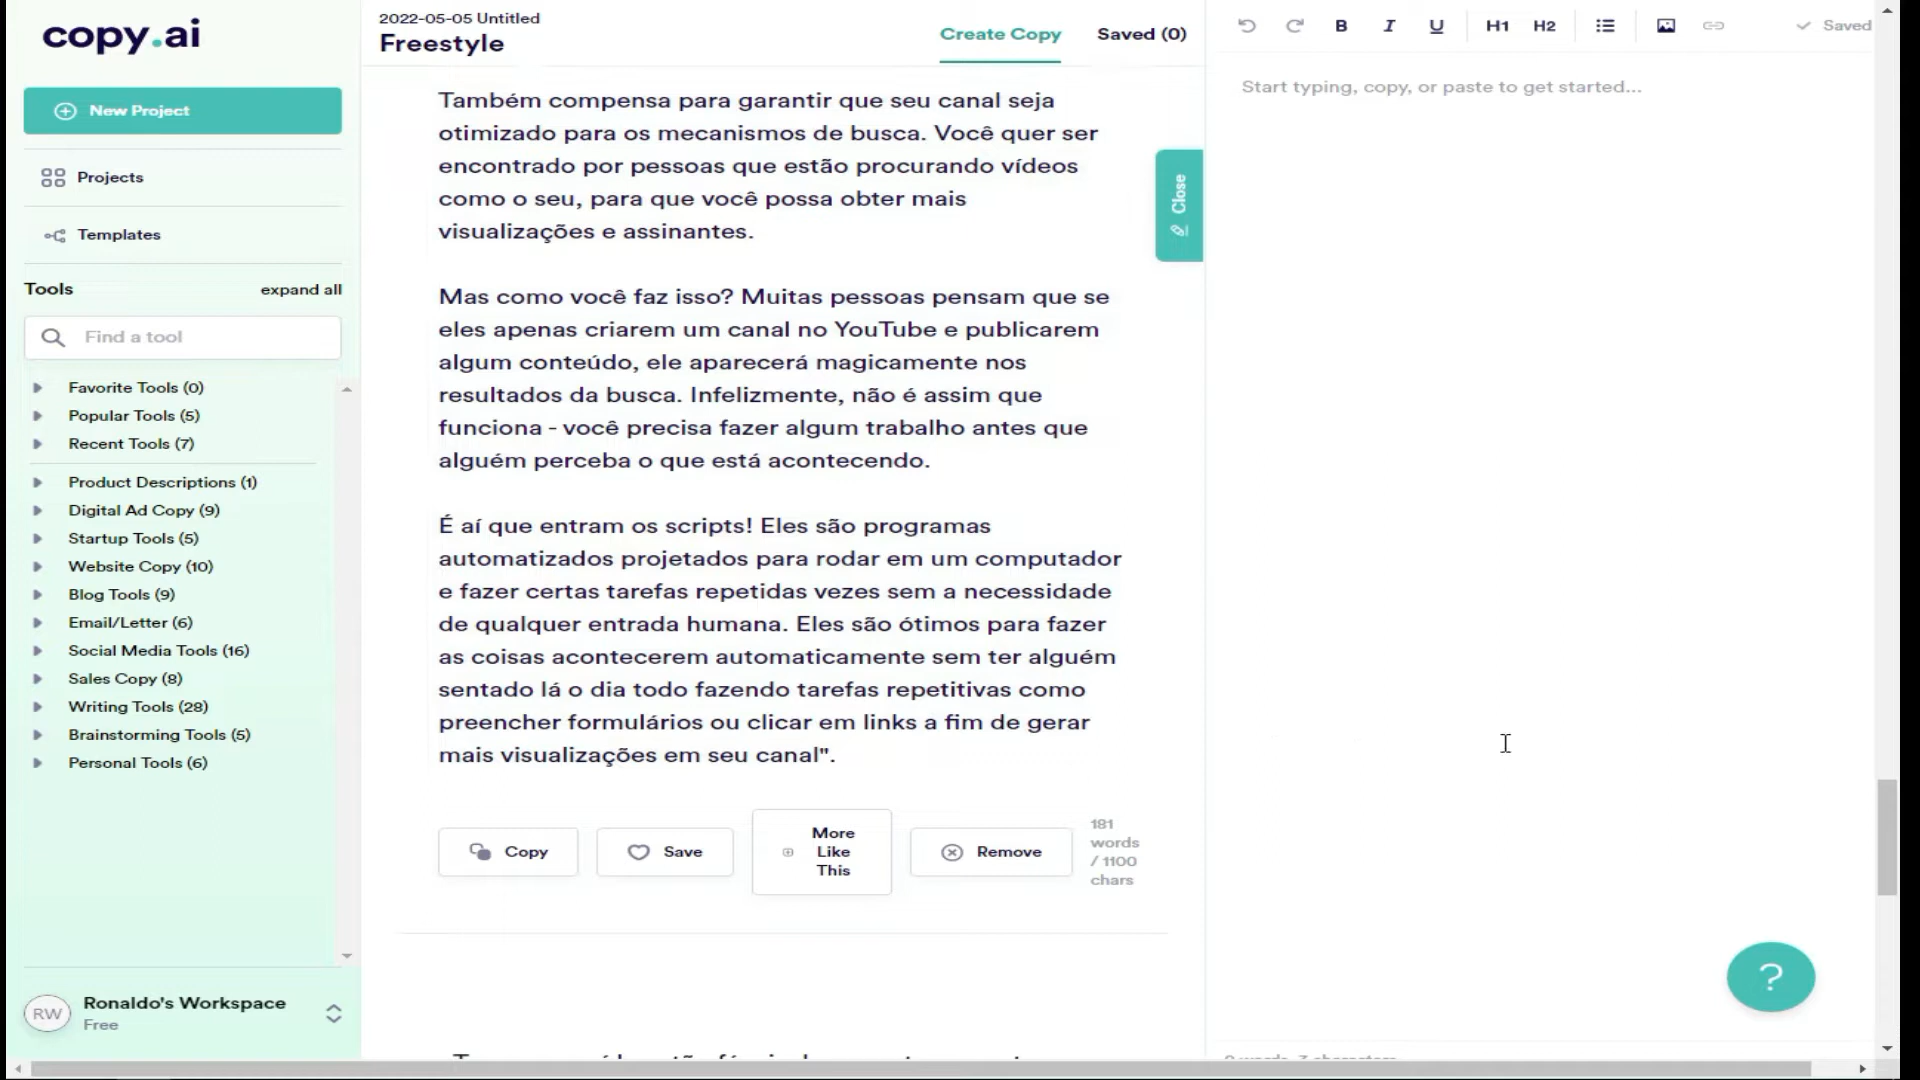 copy.ai
New Project
Projects
Templates
Tools
expand all
Find a tool
Favorite Tools (0)
Popular Tools (5)
Recent Tools (7)
Product Descriptions (1)
Digital Ad Copy (9)
Startup Tools (5)
Website Copy (10)
Blog Tools (9)
Email/Letter (6)
Social Media Tools (16)
Sales Copy (8)
Writing Tools (28)
Brainstorming Tools (5)
Personal Tools (6)
RW
Ronaldo's Workspace
Free
2022-05-05 Untitled
Freestyle
Create Copy
Saved (0)
Também compensa para garantir que seu canal seja
otimizado para os mecanismos de busca. Você quer ser
encontrado por pessoas que estão procurando vídeos
como o seu, para que você possa obter mais
visualizações e assinantes.
Mas como você faz isso? Muitas pessoas pensam que se
eles apenas criarem um canal no YouTube e publicarem
algum conteúdo, ele aparecerá magicamente nos
resultados da busca. Infelizmente, não é assim que
funciona - você precisa fazer algum trabalho antes que
alguém perceba o que está acontecendo.
É aí que entram os scripts! Eles são programas
automatizados projetados para rodar em um computador
e fazer certas tarefas repetidas vezes sem a necessidade
de qualquer entrada humana. Eles são ótimos para fazer
as coisas acontecerem automaticamente sem ter alguém
sentado lá o dia todo fazendo tarefas repetitivas como
preencher formulários ou clicar em links a fim de gerar
mais visualizações em seu canal".
Copy
Save
More
Like
This
Remove
181
words
/ 1100
chars
Close
B
I
U
H1
H2
Saved
Start typing, copy, or paste to get started...
?